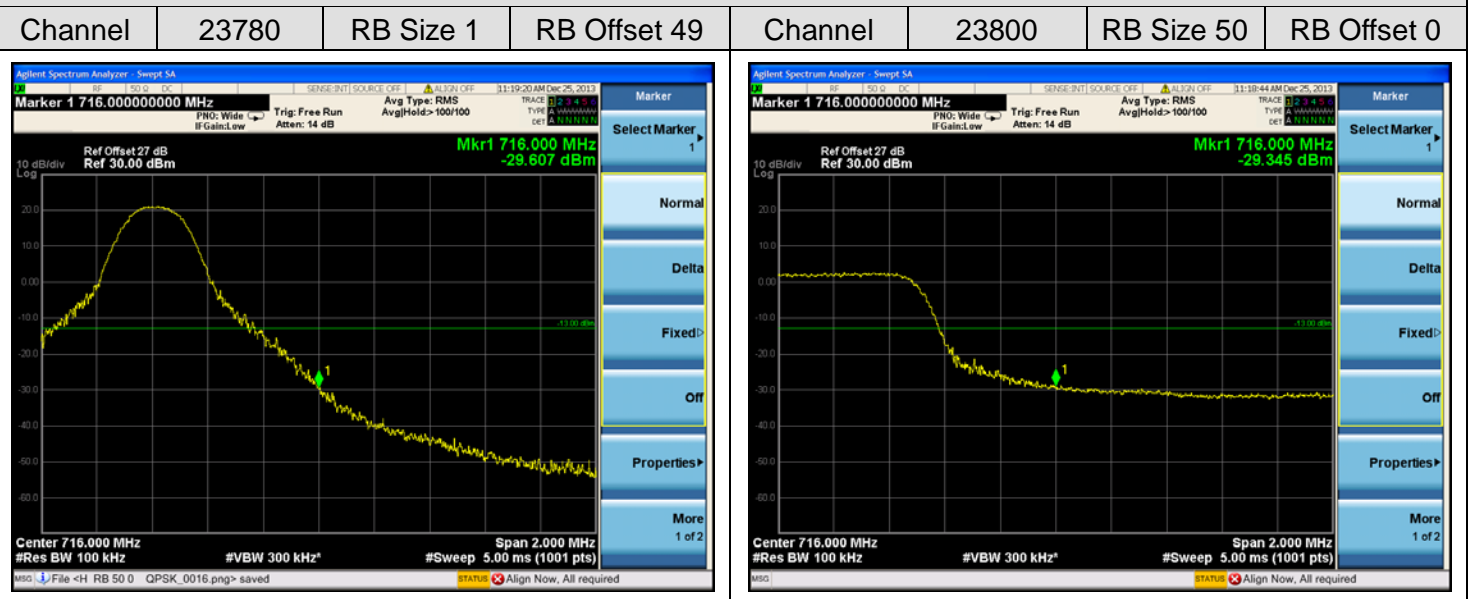 Channel 23780 RB Size 1 RB Offset 49 Channel 23800 RB Size 50 RB Offset 0
Agilent Spectrum Analyzer - Swept SA
RF 50 Ω DC SENSE:INT SOURCE OFF ALIGN OFF 11:19:20 AM Dec 25, 2013
Marker 1 716.000000000 MHz
PNO: Wide
IFGain:Low
Trig: Free Run
Atten: 14 dB
Avg Type: RMS
Avg|Hold:>100/100
TRACE 1 2 3 4 5 6
TYPE A
DET A N N N N N
Ref Offset 27 dB
Ref 30.00 dBm
10 dB/div
Log
Mkr1 716.000 MHz
-29.607 dBm
20.0
10.0
0.00
-10.0
-20.0
-30.0
-40.0
-50.0
-60.0
-13.00 dBm
1
Center 716.000 MHz
#Res BW 100 kHz
#VBW 300 kHz*
Span 2.000 MHz
#Sweep 5.00 ms (1001 pts)
MSG File <H RB 50 0 QPSK_0016.png> saved
STATUS Align Now, All required
Marker
Select Marker
1
Normal
Delta
Fixed
Off
Properties
More
1 of 2
Agilent Spectrum Analyzer - Swept SA
RF 50 Ω DC SENSE:INT SOURCE OFF ALIGN OFF 11:18:44 AM Dec 25, 2013
Marker 1 716.000000000 MHz
PNO: Wide
IFGain:Low
Trig: Free Run
Atten: 14 dB
Avg Type: RMS
Avg|Hold:>100/100
TRACE 1 2 3 4 5 6
TYPE A
DET A N N N N N
Ref Offset 27 dB
Ref 30.00 dBm
10 dB/div
Log
Mkr1 716.000 MHz
-29.345 dBm
20.0
10.0
0.00
-10.0
-20.0
-30.0
-40.0
-50.0
-60.0
-13.00 dBm
1
Center 716.000 MHz
#Res BW 100 kHz
#VBW 300 kHz*
Span 2.000 MHz
#Sweep 5.00 ms (1001 pts)
MSG
STATUS Align Now, All required
Marker
Select Marker
1
Normal
Delta
Fixed
Off
Properties
More
1 of 2